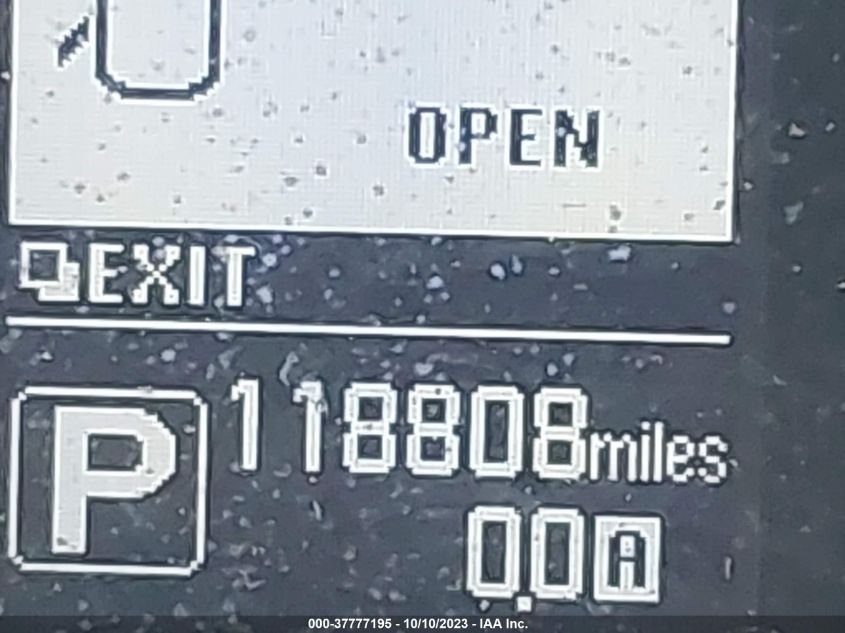 OPEN
EXIT
P
118808miles
0.0A
000-37777195 - 10/10/2023 - IAA Inc.